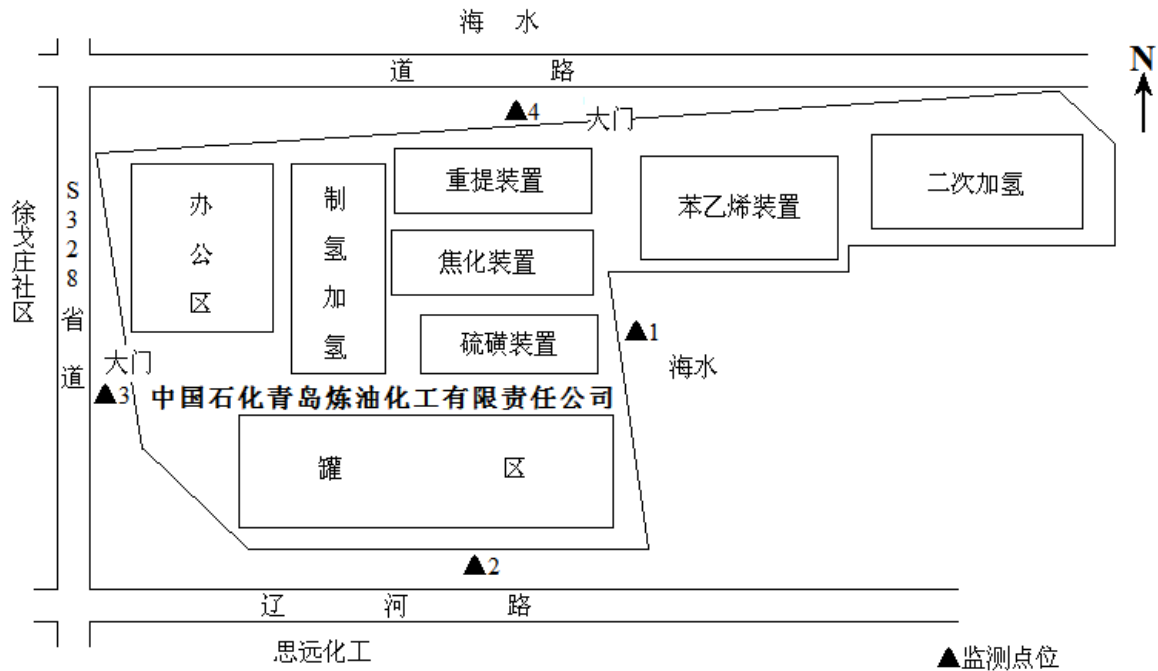 海 水
道 路
N
▲4
大门
重提装置
二次加氢
办公区
制氢加氢
苯乙烯装置
S328省道
徐戈庄社区
焦化装置
硫磺装置
▲1
海水
大门
▲3
中国石化青岛炼油化工有限责任公司
罐 区
▲2
辽 河 路
思远化工
▲监测点位